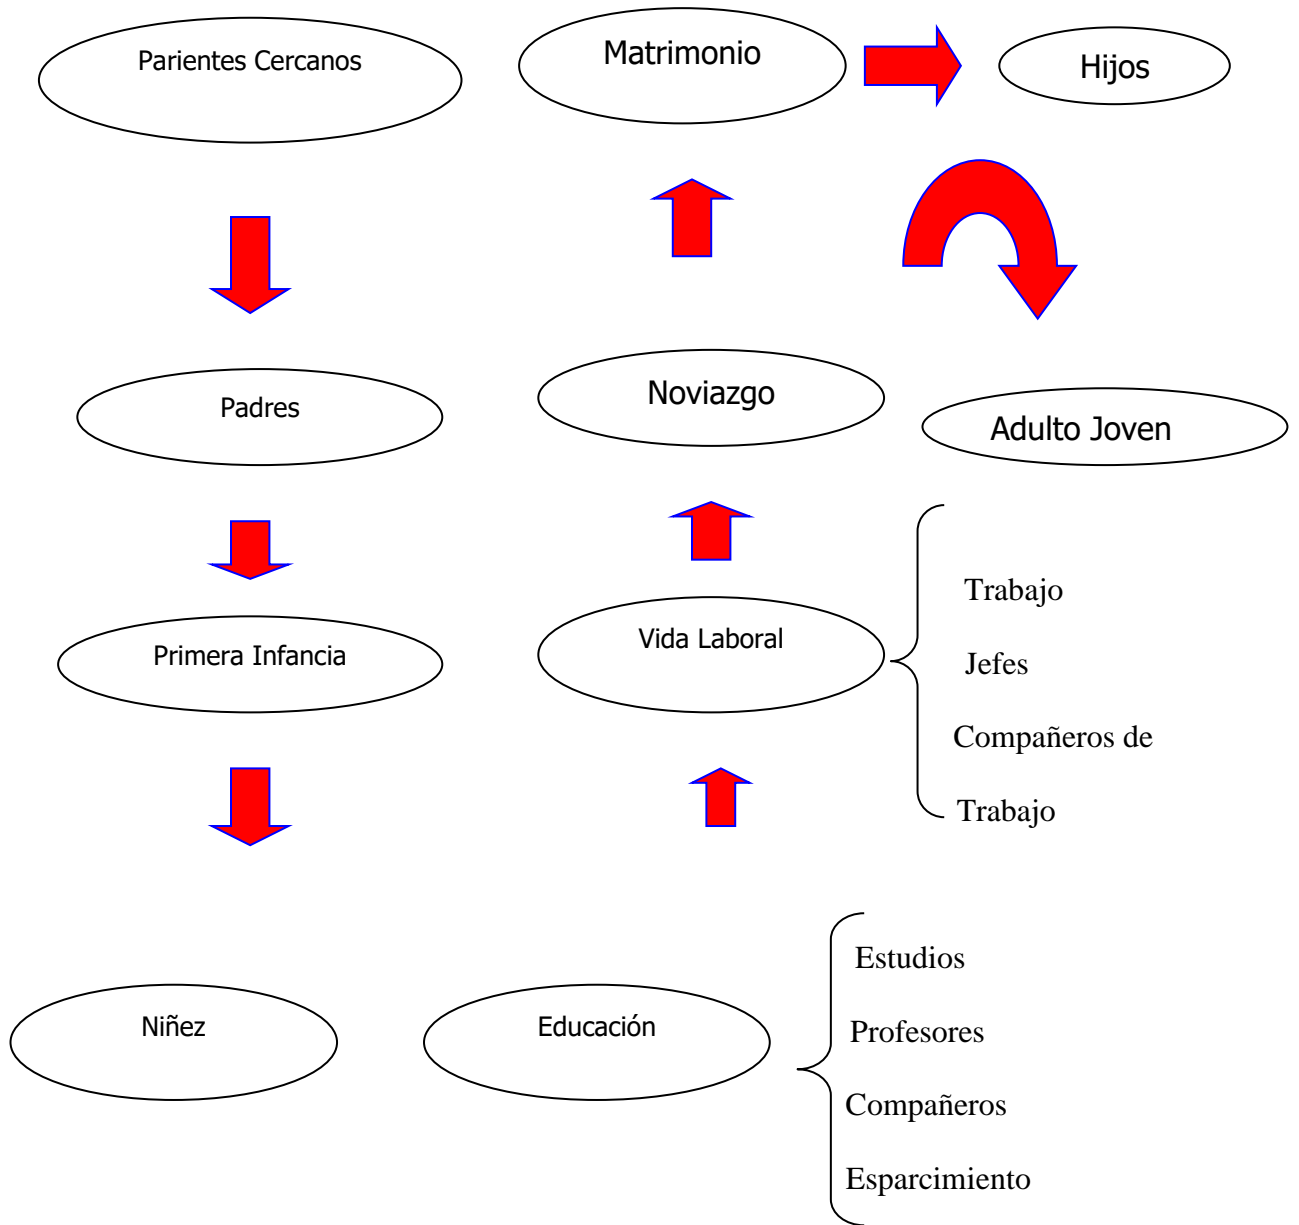 Parientes Cercanos
Matrimonio
Hijos
Padres
Noviazgo
Adulto Joven
Primera Infancia
Vida Laboral
Trabajo
Jefes
Compañeros de
Trabajo
Niñez
Educación
Estudios
Profesores
Compañeros
Esparcimiento